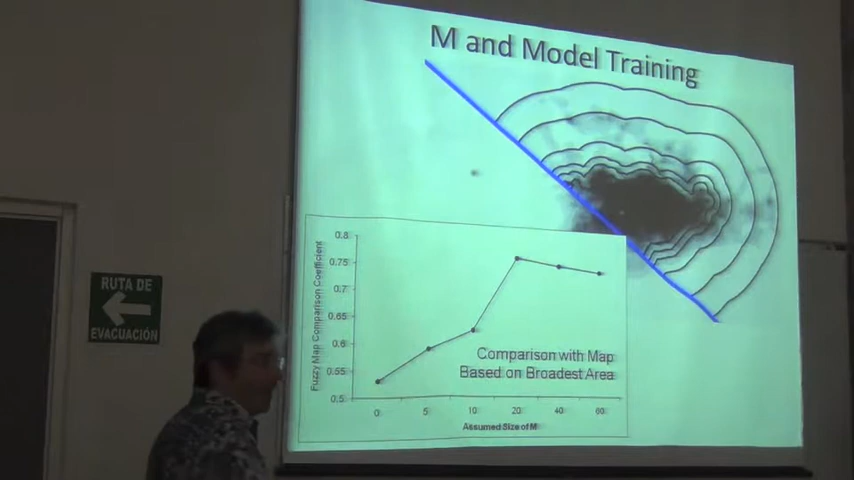 M and Model Training
RUTA DE
EVACUACIÓN
Fuzzy Map Comparison Coefficient
0.8
0.75
0.7
0.65
0.6
0.55
0.5
Comparison with Map
Based on Broadest Area
0 5 10 20 40 60
Assumed Size of M